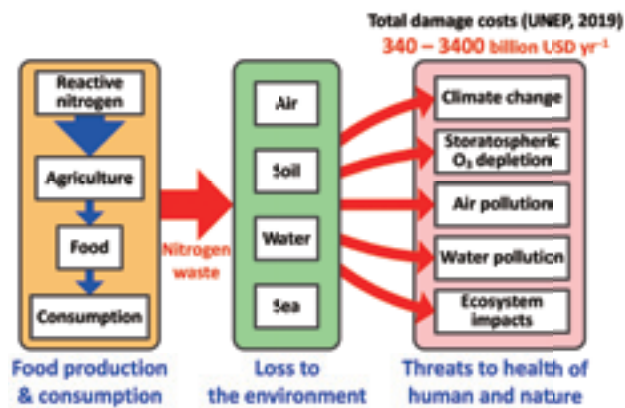 Total damage costs (UNEP, 2019)
340 – 3400 billion USD yr⁻¹
Reactive
nitrogen
Agriculture
Food
Consumption
Nitrogen
waste
Air
Soil
Water
Sea
Climate change
Storatospheric
O₃ depletion
Air pollution
Water pollution
Ecosystem
impacts
Food production
& consumption
Loss to
the environment
Threats to health of
human and nature